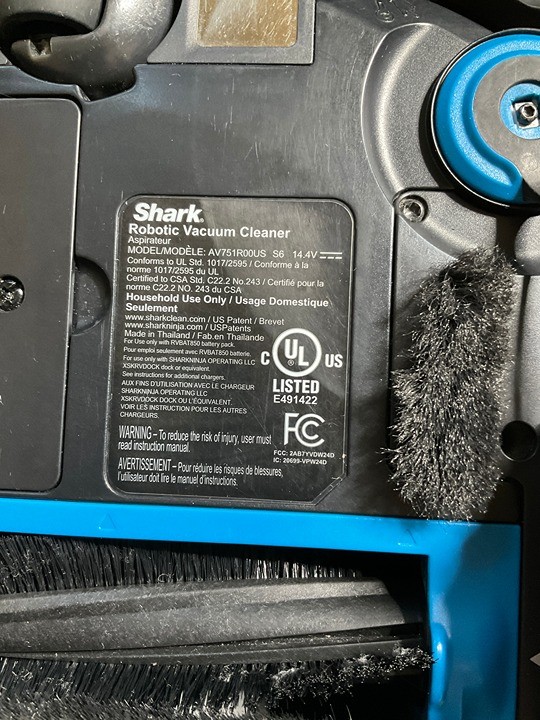 Shark®
Robotic Vacuum Cleaner
Aspirateur
MODEL/MODÈLE: AV751R00US S6 14.4V
Conforms to UL Std. 1017/2595 / Conforme à la
norme 1017/2595 du UL
Certified to CSA Std. C22.2 No.243 / Certifié pour la
norme C22.2 NO. 243 du CSA
Household Use Only / Usage Domestique
Seulement
www.sharkclean.com / US Patent / Brevet
www.sharkninja.com / USPatents
Made in Thailand / Fab.en Thaïlande
For Use only with RVBAT850 battery pack.
Pour emploi seulement avec RVBAT850 batterie.
For use only with SHARKNINJA OPERATING LLC
XSKRVDOCK dock or equivalent.
See instructions for additional chargers
AUX FINS D'UTILISATION AVEC LE CHARGEUR
SHARKNINJA OPERATING LLC
XSKRVDOCK DOCK OU L'ÉQUIVALENT.
VOIR LES INSTRUCTION POUR LES AUTRES
CHARGEURS.
C UL® US
LISTED
E491422
FC
FCC: 2AB7YVDW24D
IC: 20699-VPW24D
WARNING – To reduce the risk of injury, user must
read instruction manual.
AVERTISSEMENT – Pour réduire les risques de blessures,
l'utilisateur doit lire le manuel d'instructions.